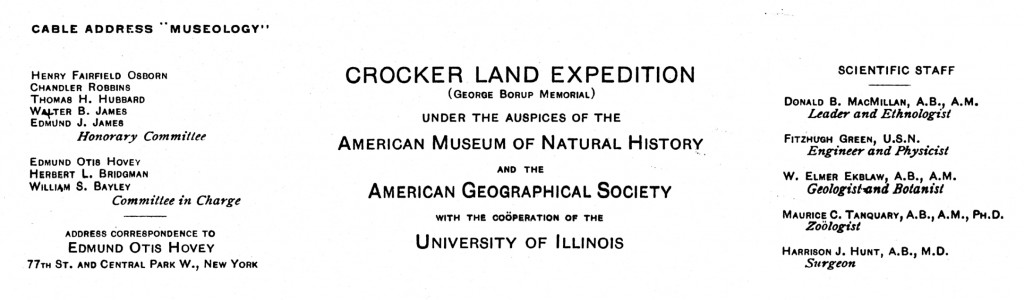 CABLE ADDRESS "MUSEOLOGY"
HENRY FAIRFIELD OSBORN
CHANDLER ROBBINS
THOMAS H. HUBBARD
WALTER B. JAMES
EDMUND J. JAMES
Honorary Committee
EDMUND OTIS HOVEY
HERBERT L. BRIDGMAN
WILLIAM S. BAYLEY
Committee in Charge
ADDRESS CORRESPONDENCE TO
EDMUND OTIS HOVEY
77TH ST. AND CENTRAL PARK W., NEW YORK
CROCKER LAND EXPEDITION
(GEORGE BORUP MEMORIAL)
UNDER THE AUSPICES OF THE
AMERICAN MUSEUM OF NATURAL HISTORY
AND THE
AMERICAN GEOGRAPHICAL SOCIETY
WITH THE COÖPERATION OF THE
UNIVERSITY OF ILLINOIS
SCIENTIFIC STAFF
DONALD B. MACMILLAN, A.B., A.M.
Leader and Ethnologist
FITZHUGH GREEN, U.S.N.
Engineer and Physicist
W. ELMER EKBLAW, A.B., A.M.
Geologist and Botanist
MAURICE C. TANQUARY, A.B., A.M., PH.D.
Zoölogist
HARRISON J. HUNT, A.B., M.D.
Surgeon